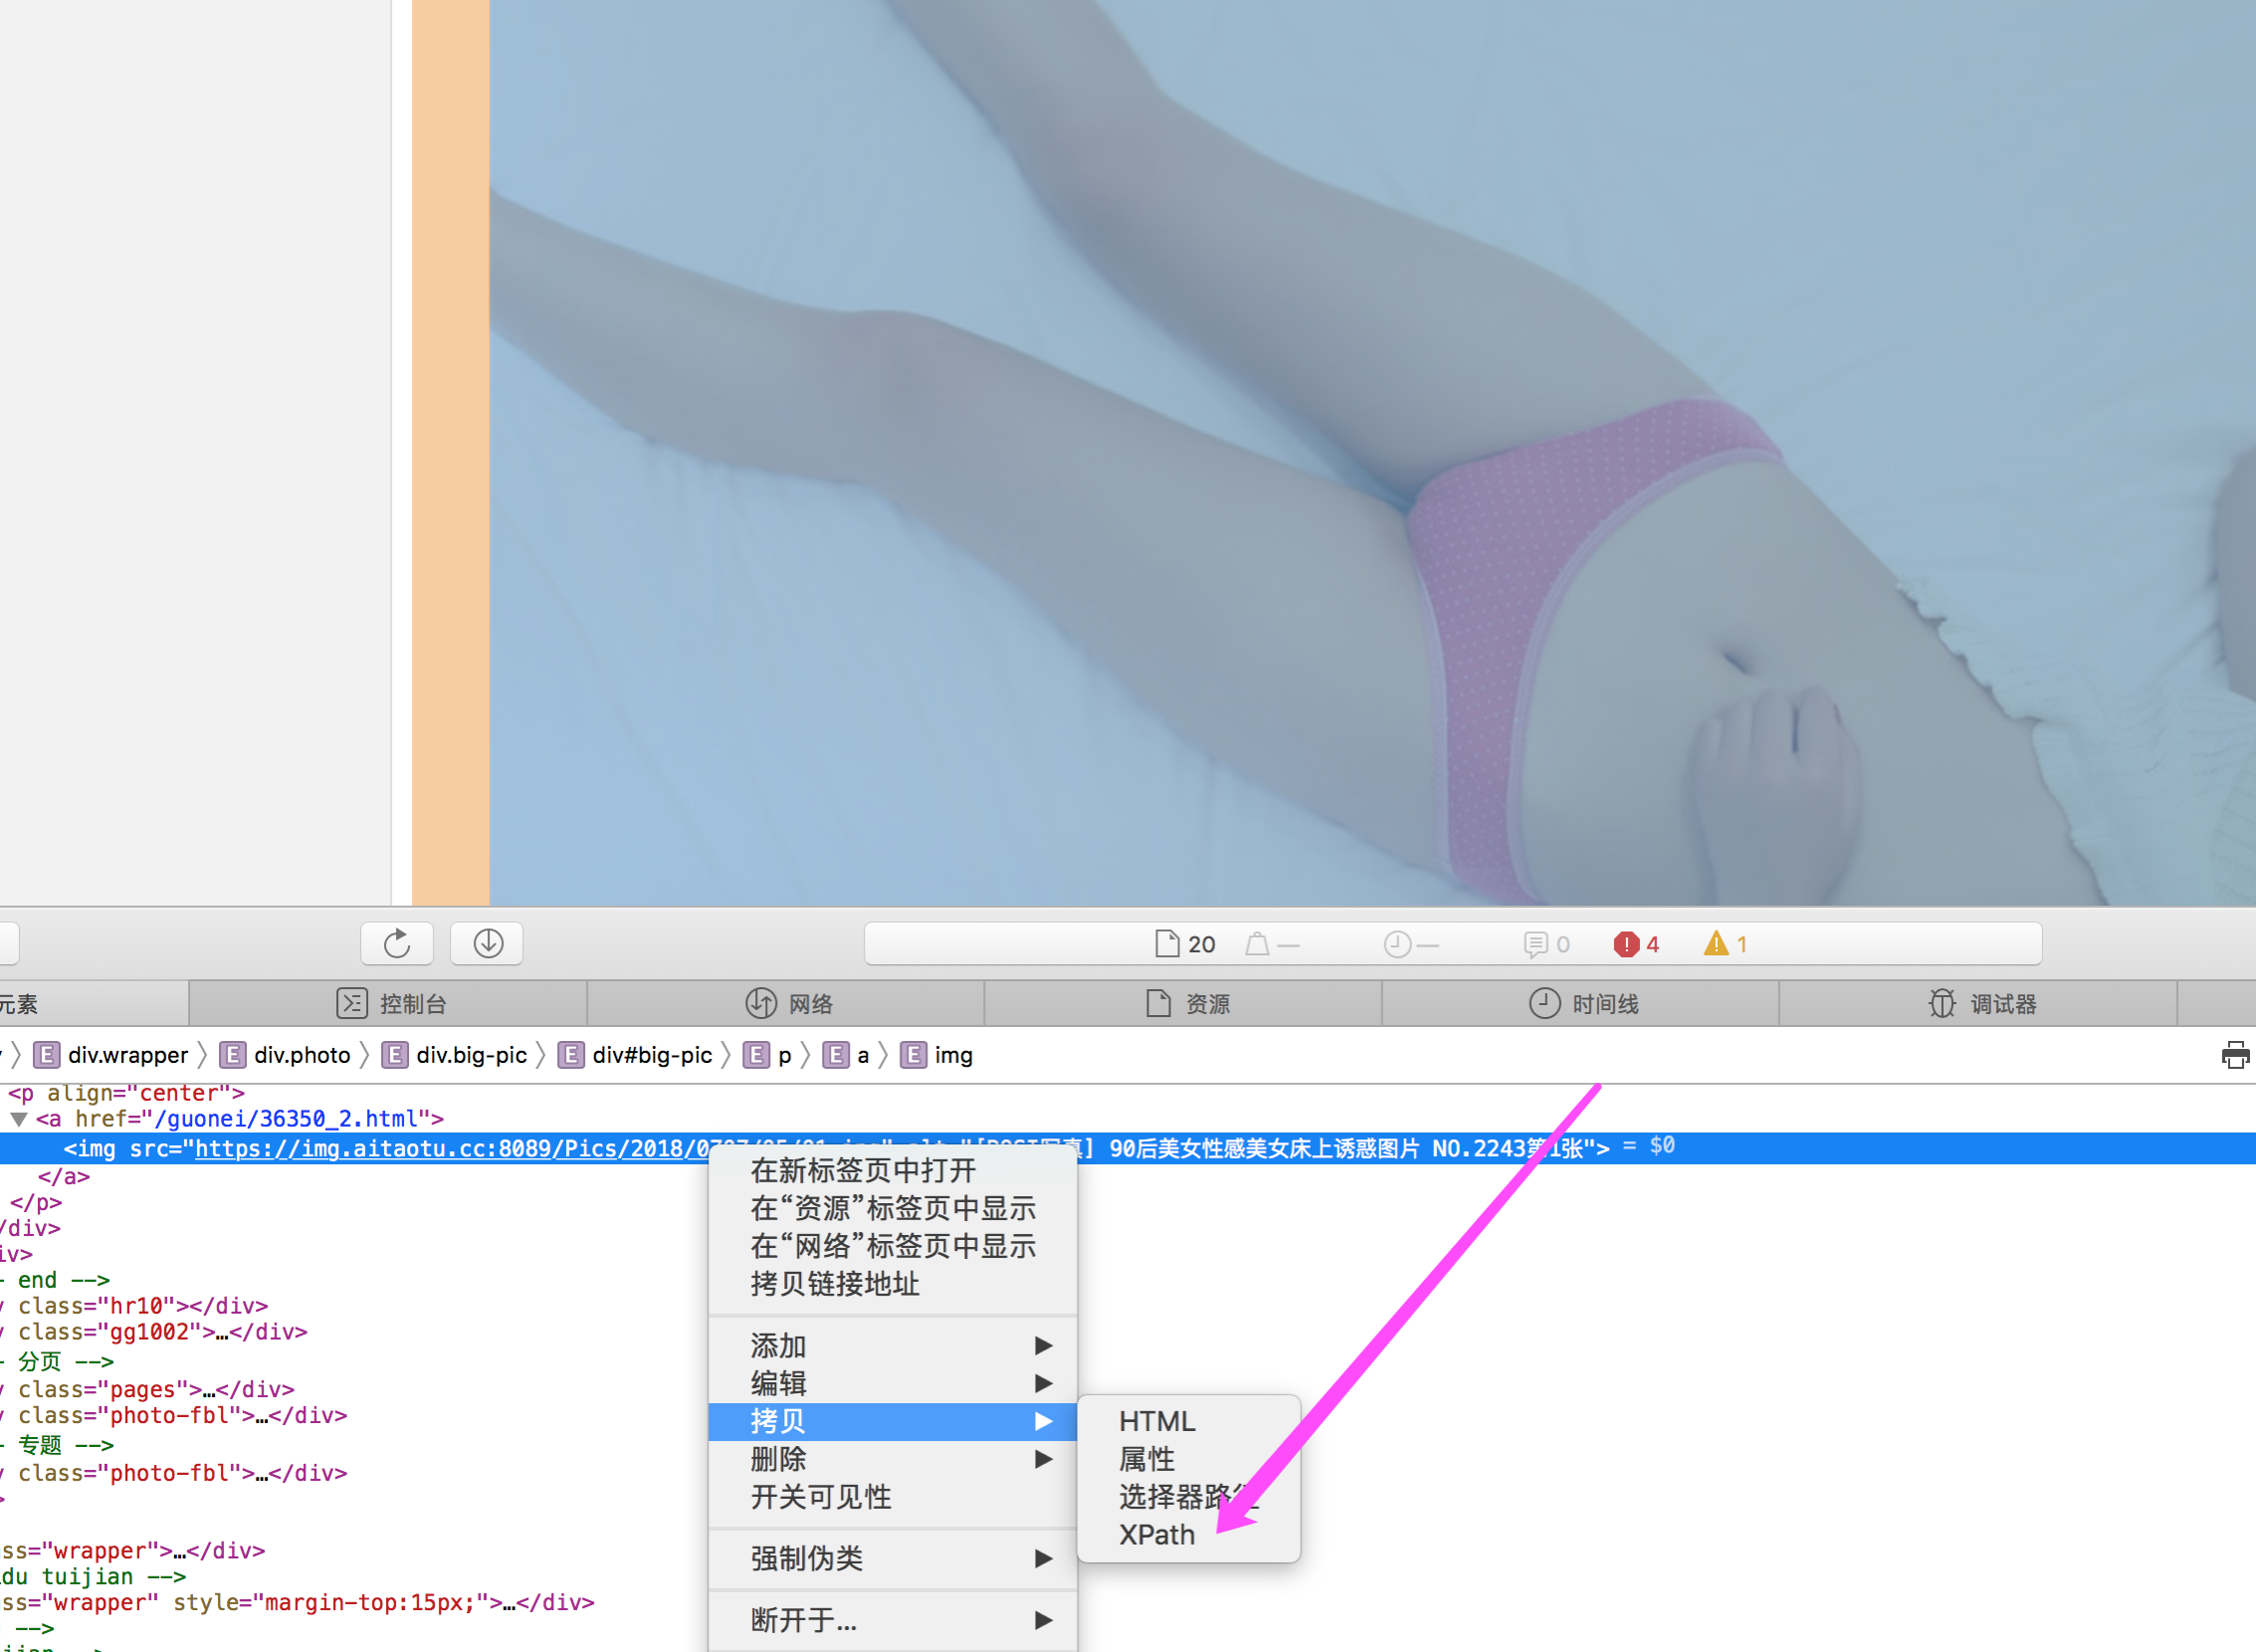 20 — — 0 4 1
元素 控制台 网络 资源 时间线 调试器
E div.wrapper 〉 E div.photo 〉 E div.big-pic 〉 E div#big-pic 〉 E p 〉 E a 〉 E img
<p align="center">
<a href="/guonei/36350_2.html">
<img src="https://img.aitaotu.cc:8089/Pics/2018/ 90后美女性感美女床上诱惑图片 NO.2243第1张"> = $0
</a>
</p>
/div>
iv>
- end -->
class="hr10"></div>
class="gg1002">…</div>
- 分页 -->
class="pages">…</div>
class="photo-fbl">…</div>
- 专题 -->
class="photo-fbl">…</div>
>
ss="wrapper">…</div>
du tuijian -->
ss="wrapper" style="margin-top:15px;">…</div>
-->
在新标签页中打开
在“资源”标签页中显示
在“网络”标签页中显示
拷贝链接地址
添加
编辑
拷贝
删除
开关可见性
强制伪类
断开于...
HTML
属性
选择器路径
XPath